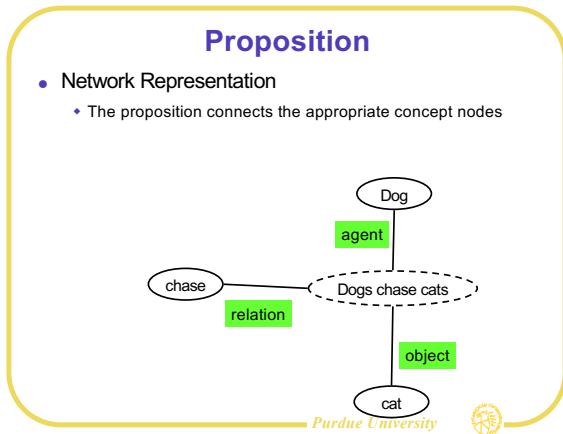 Proposition
Network Representation
The proposition connects the appropriate concept nodes
Dog
agent
chase
Dogs chase cats
relation
object
cat
Purdue University